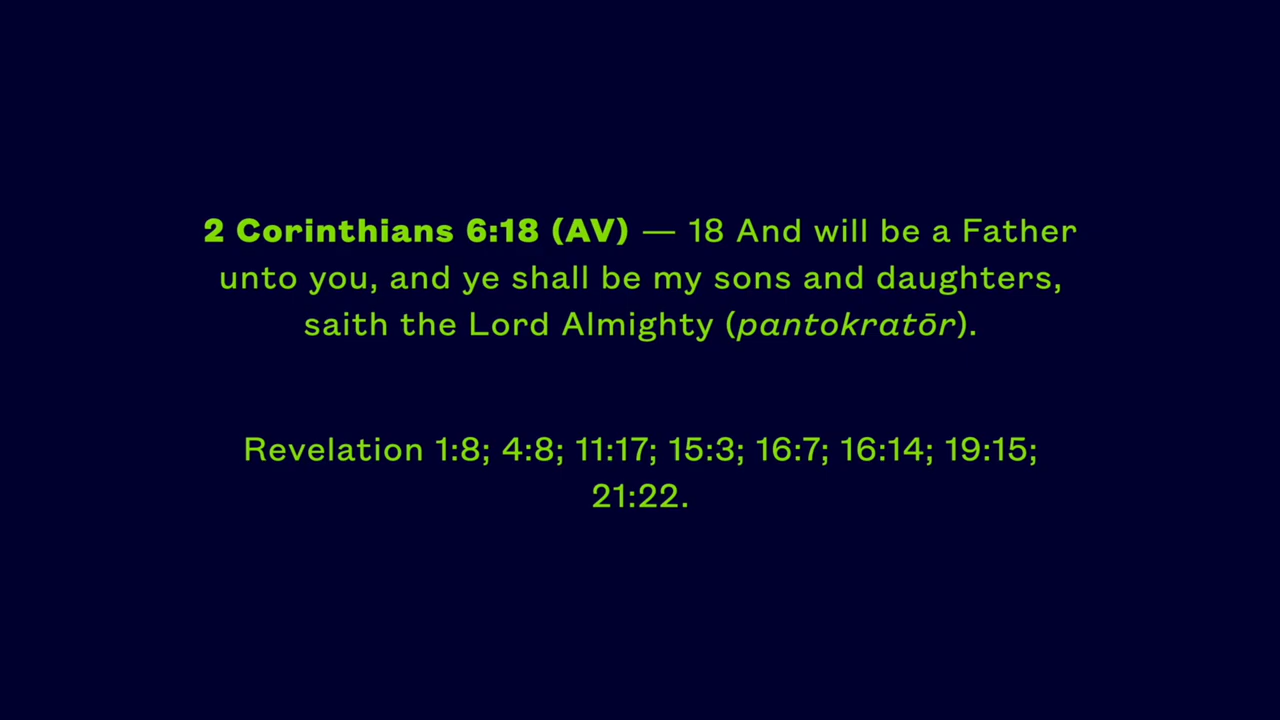 2 Corinthians 6:18 (AV) — 18 And will be a Father
unto you, and ye shall be my sons and daughters,
saith the Lord Almighty (pantokratōr).
Revelation 1:8; 4:8; 11:17; 15:3; 16:7; 16:14; 19:15;
21:22.